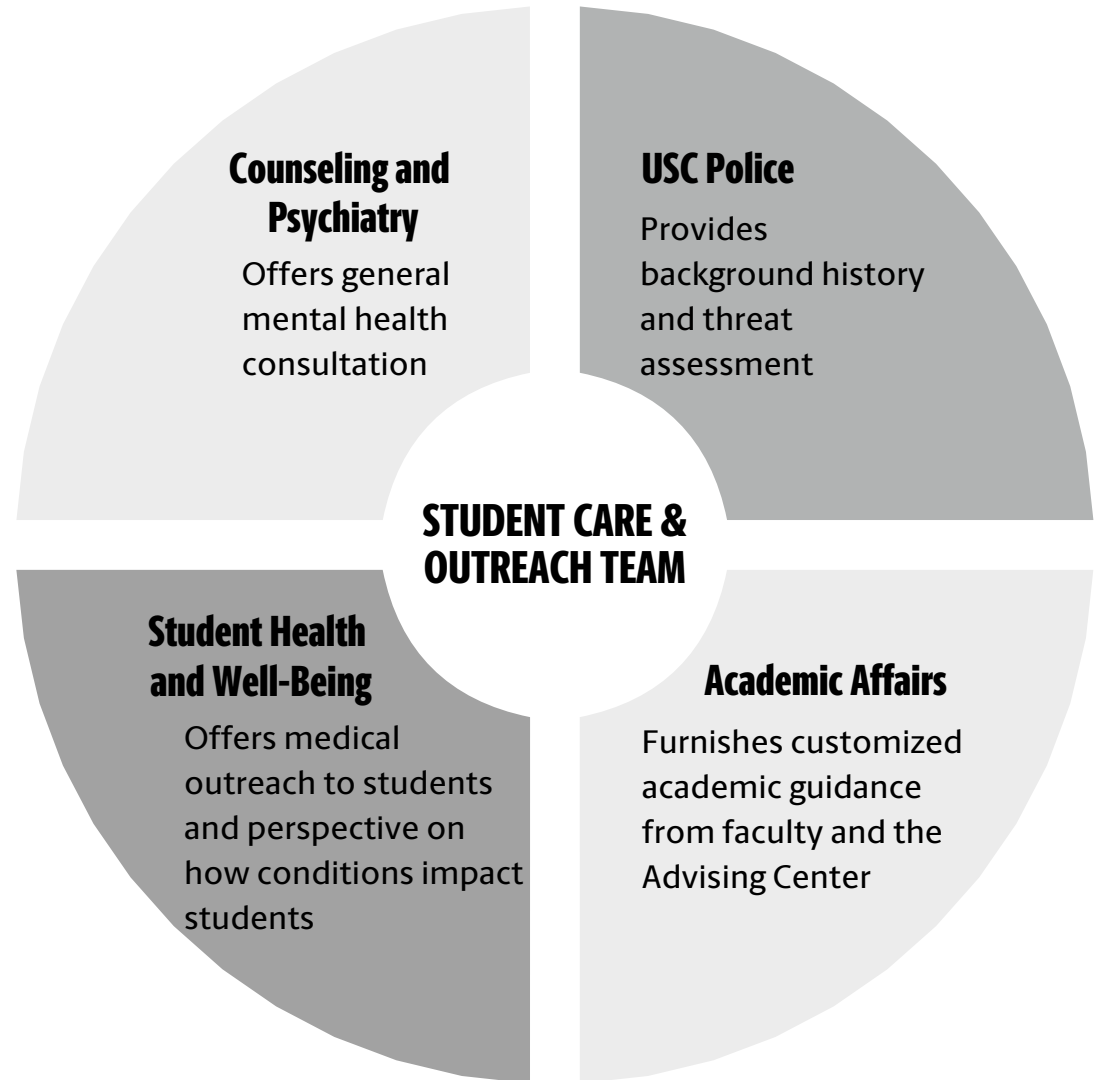 Counseling and
Psychiatry
Offers general
mental health
consultation
USC Police
Provides
background history
and threat
assessment
STUDENT CARE &
OUTREACH TEAM
Student Health
and Well-Being
Offers medical
outreach to students
and perspective on
how conditions impact
students
Academic Affairs
Furnishes customized
academic guidance
from faculty and the
Advising Center